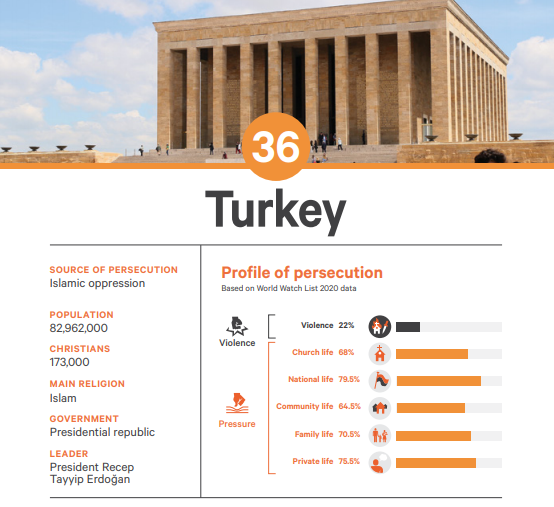 36
Turkey
SOURCE OF PERSECUTION
Islamic oppression
POPULATION
82,962,000
CHRISTIANS
173,000
MAIN RELIGION
Islam
GOVERNMENT
Presidential republic
LEADER
President Recep
Tayyip Erdoğan
Profile of persecution
Based on World Watch List 2020 data
Violence
Violence 22%
Church life 68%
National life 79.5%
Community life 64.5%
Family life 70.5%
Private life 75.5%
Pressure